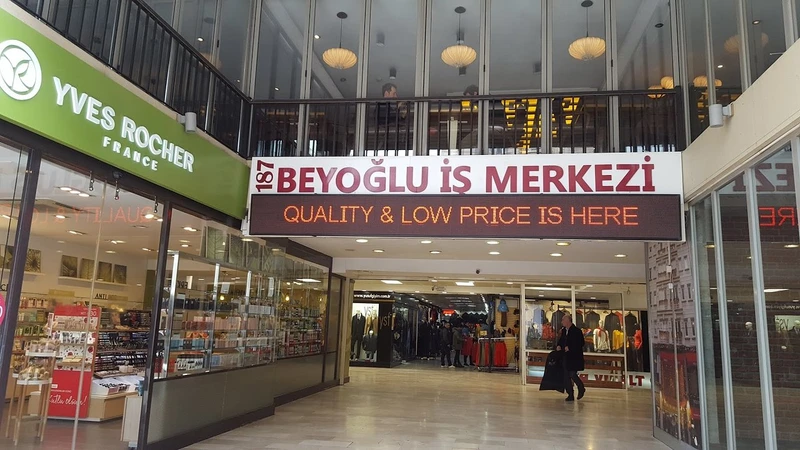 YVES ROCHER
FRANCE
187 BEYOĞLU İŞ MERKEZİ
QUALITY & LOW PRICE IS HERE